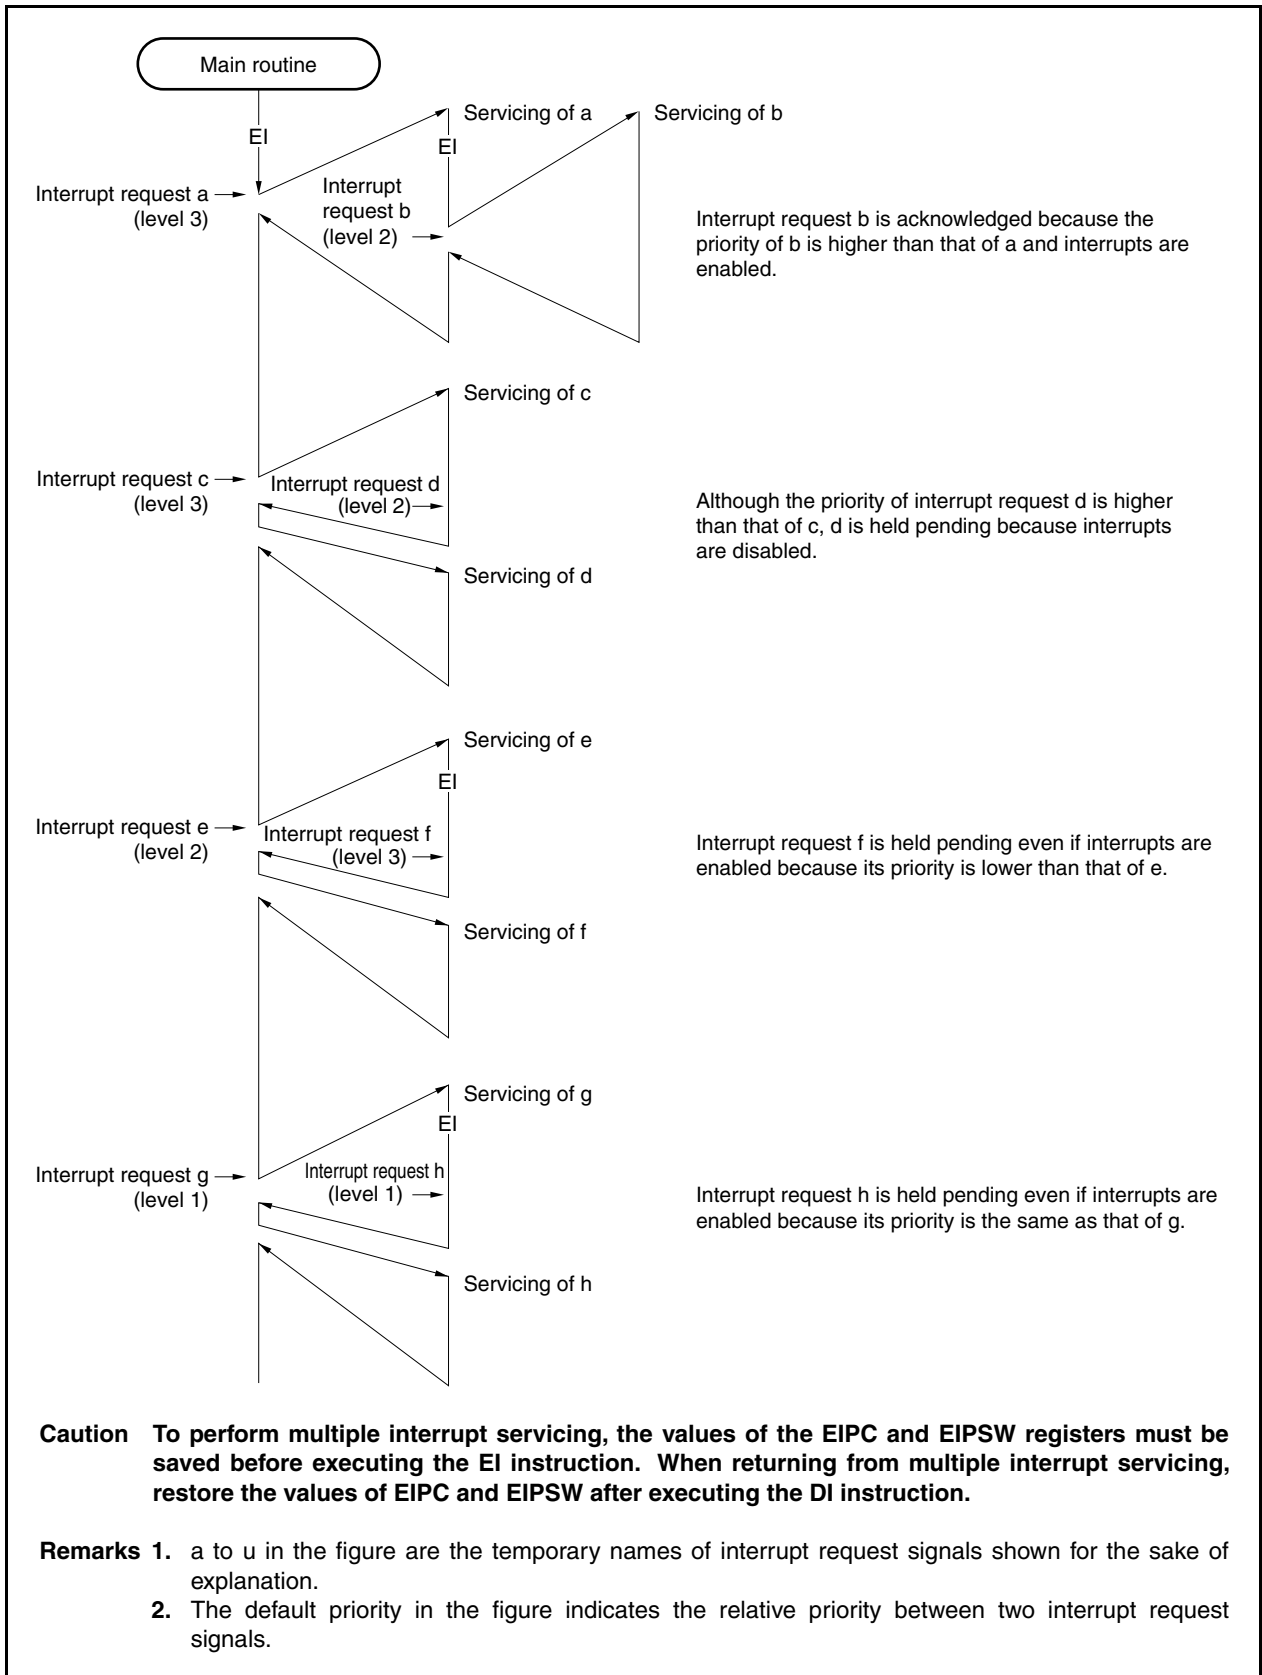 Main routine
EI
Servicing of a
Servicing of b
EI
Interrupt request a
(level 3)
Interrupt
request b
(level 2)
Interrupt request b is acknowledged because the
priority of b is higher than that of a and interrupts are
enabled.
Servicing of c
Interrupt request c
(level 3)
Interrupt request d
(level 2)
Although the priority of interrupt request d is higher
than that of c, d is held pending because interrupts
are disabled.
Servicing of d
Servicing of e
EI
Interrupt request e
(level 2)
Interrupt request f
(level 3)
Interrupt request f is held pending even if interrupts are
enabled because its priority is lower than that of e.
Servicing of f
Servicing of g
EI
Interrupt request g
(level 1)
Interrupt request h
(level 1)
Interrupt request h is held pending even if interrupts are
enabled because its priority is the same as that of g.
Servicing of h
Caution To perform multiple interrupt servicing, the values of the EIPC and EIPSW registers must be
saved before executing the EI instruction. When returning from multiple interrupt servicing,
restore the values of EIPC and EIPSW after executing the DI instruction.
Remarks 1. a to u in the figure are the temporary names of interrupt request signals shown for the sake of
explanation.
2. The default priority in the figure indicates the relative priority between two interrupt request
signals.